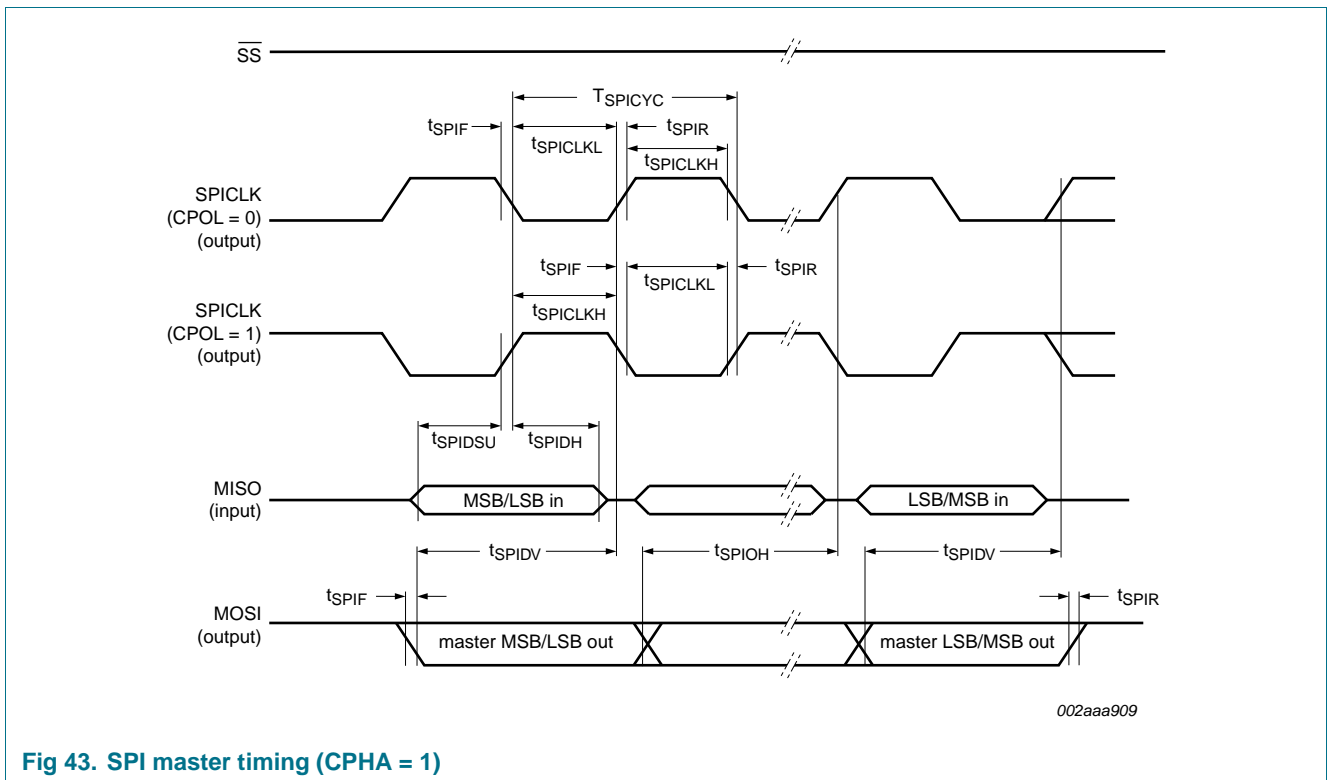 SS
TSPICYC
tSPIF
tSPICLKL
tSPIR
tSPICLKH
SPICLK
(CPOL = 0)
(output)
tSPIF
tSPICLKL
tSPIR
tSPICLKH
SPICLK
(CPOL = 1)
(output)
tSPIDSU
tSPIDH
MISO
(input)
MSB/LSB in
LSB/MSB in
tSPIDV
tSPIOH
tSPIDV
tSPIF
tSPIR
MOSI
(output)
master MSB/LSB out
master LSB/MSB out
002aaa909
Fig 43. SPI master timing (CPHA = 1)